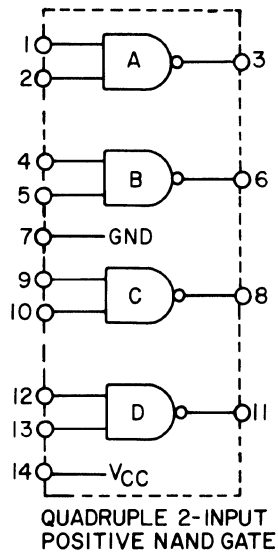 1
A
3
2
4
B
6
5
7 GND
9
C
8
10
12
D
11
13
14 VCC
QUADRUPLE 2-INPUT
POSITIVE NAND GATE